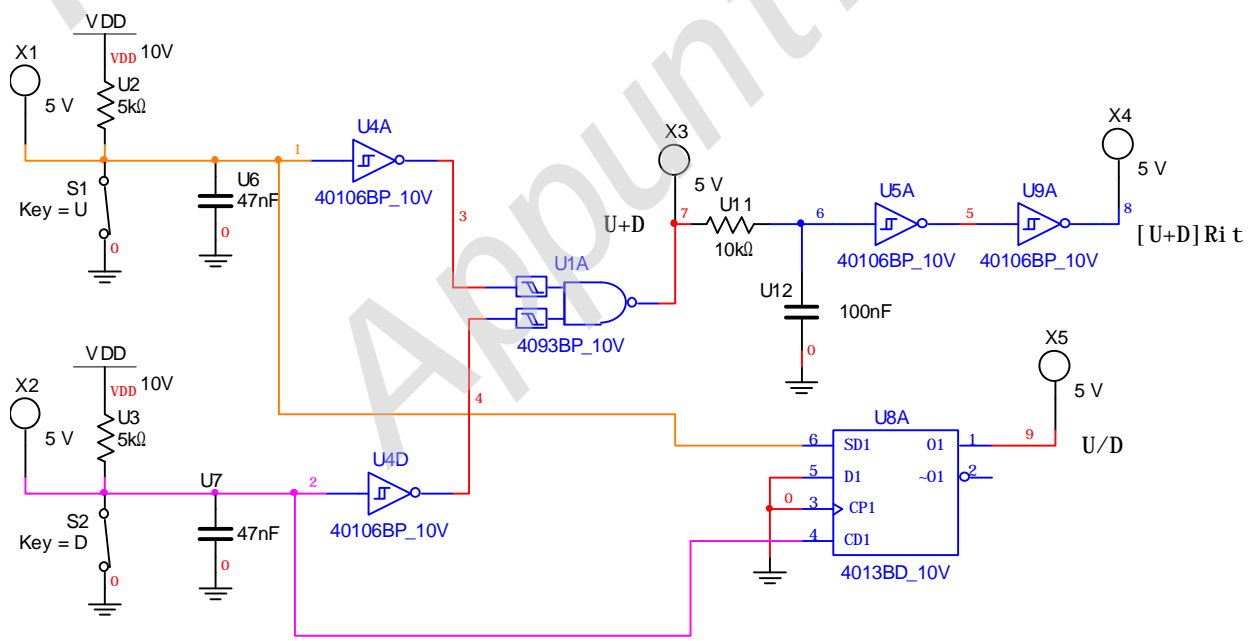 VDD
VDD 10V
X1
5 V
U2
5kΩ
S1
Key = U
0
1
U6
47nF
0
U4A
40106BP_10V
3
U1A
4093BP_10V
U+D
X3
5 V
7
U11
10kΩ
6
U12
100nF
0
U5A
40106BP_10V
5
U9A
40106BP_10V
X4
5 V
8
[U+D]Rit
VDD
VDD 10V
X2
5 V
U3
5kΩ
S2
Key = D
0
2
U7
47nF
0
U4D
40106BP_10V
4
U8A
6 SD1 O1 1
5 D1 ~O1 2
3 CP1
4 CD1
0
4013BD_10V
9
X5
5 V
U/D
Appunt